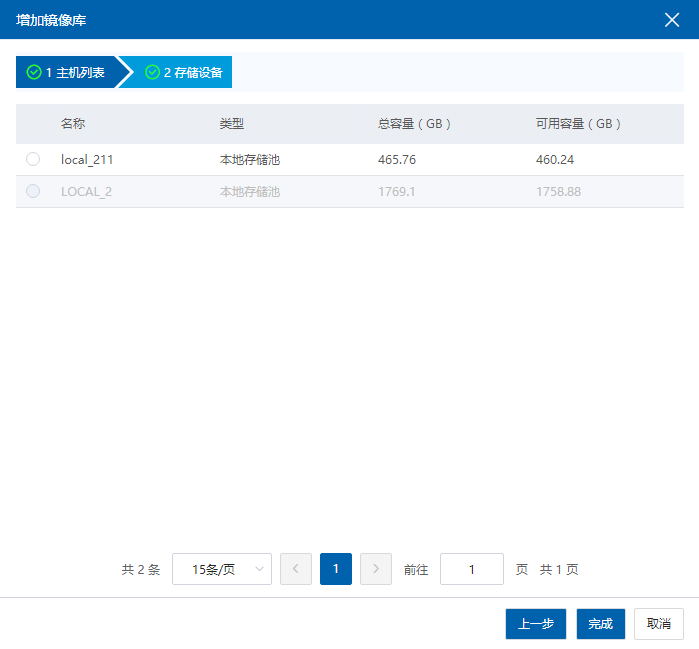 增加镜像库
1 主机列表 2 存储设备
名称 类型 总容量（GB） 可用容量（GB）
local_211 本地存储池 465.76 460.24
LOCAL_2 本地存储池 1769.1 1758.88
共 2 条 15条/页 1 前往 1 页 共 1 页
上一步 完成 取消